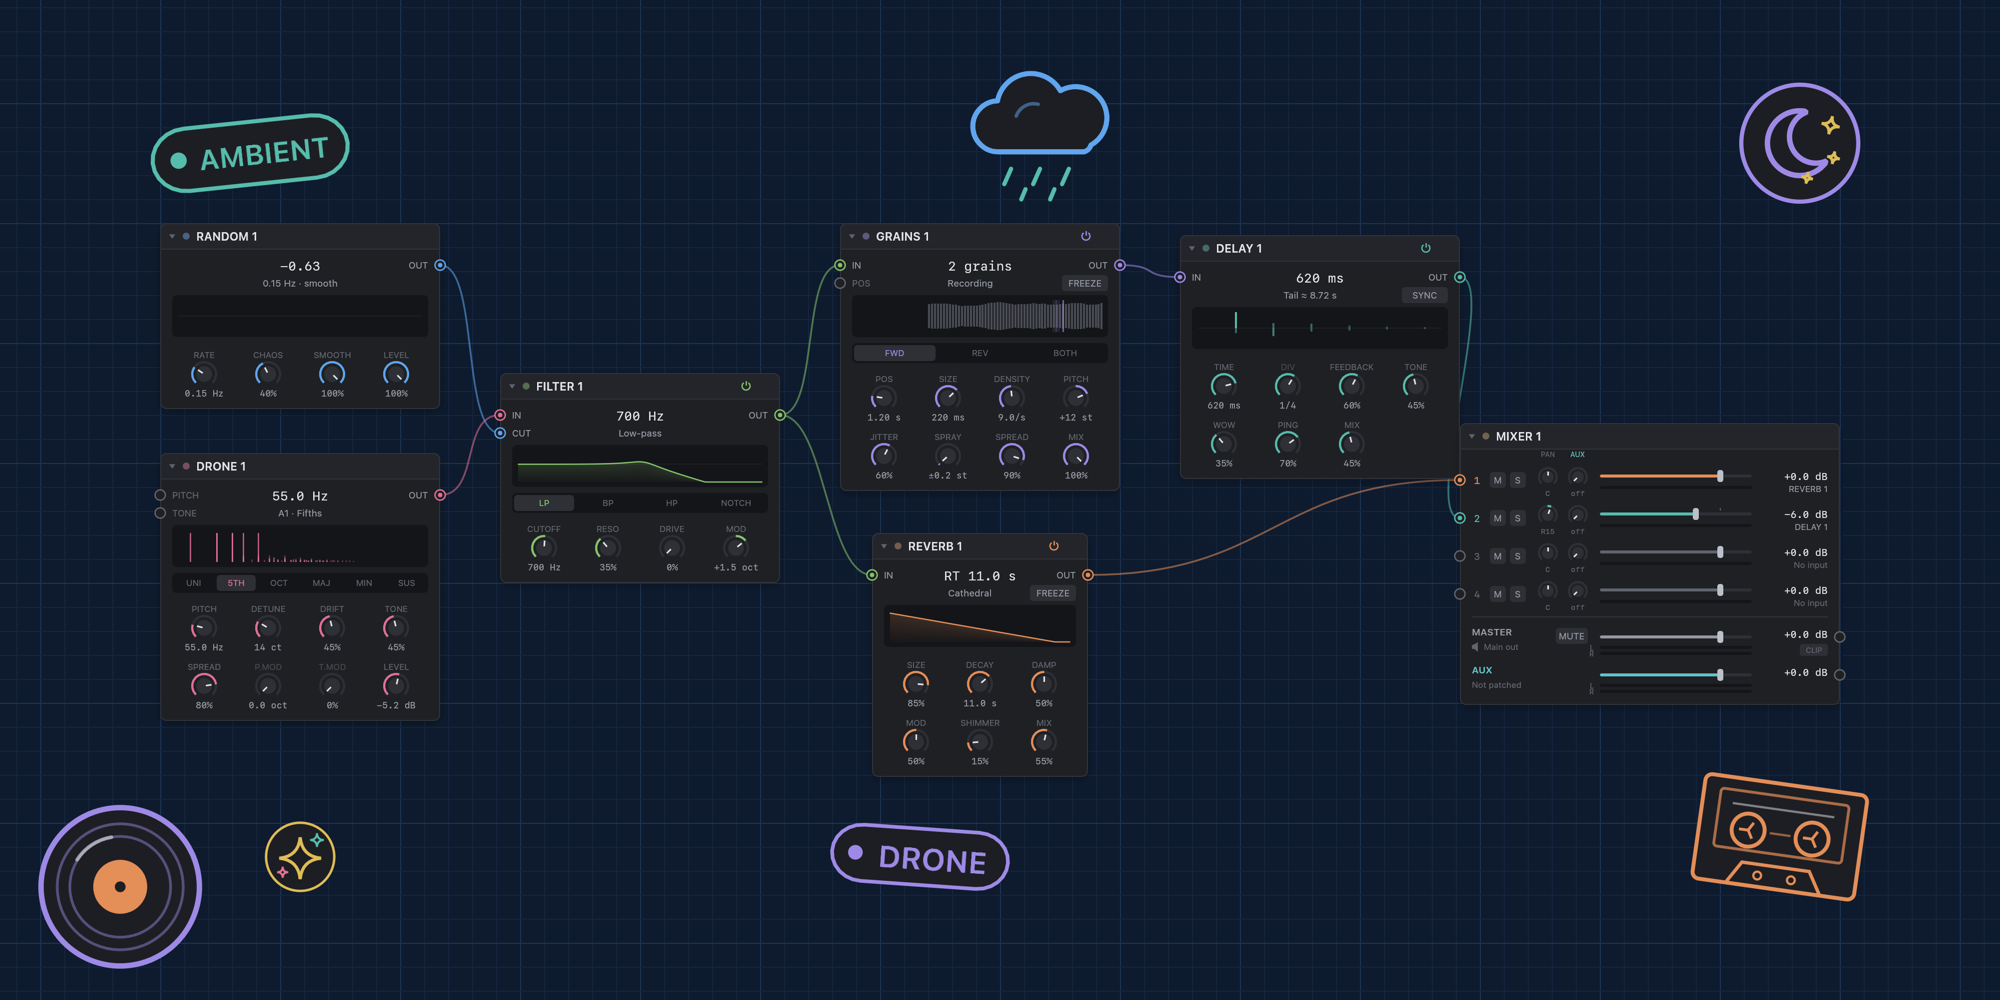 AMBIENT
RANDOM 1
−0.63
OUT
0.15 Hz · smooth
RATE CHAOS SMOOTH LEVEL
0.15 Hz 40% 100% 100%
DRONE 1
PITCH 55.0 Hz OUT
TONE A1 · Fifths
UNI 5TH OCT MAJ MIN SUS
PITCH DETUNE DRIFT TONE
55.0 Hz 14 ct 45% 45%
SPREAD P.MOD T.MOD LEVEL
80% 0.0 oct 0% −5.2 dB
FILTER 1
IN 700 Hz OUT
CUT Low-pass
LP BP HP NOTCH
CUTOFF RESO DRIVE MOD
700 Hz 35% 0% +1.5 oct
GRAINS 1
IN 2 grains OUT
POS Recording FREEZE
FWD REV BOTH
POS SIZE DENSITY PITCH
1.20 s 220 ms 9.0/s +12 st
JITTER SPRAY SPREAD MIX
60% ±0.2 st 90% 100%
REVERB 1
IN RT 11.0 s OUT
Cathedral FREEZE
SIZE DECAY DAMP
85% 11.0 s 50%
MOD SHIMMER MIX
50% 15% 55%
DELAY 1
IN 620 ms OUT
Tail ≈ 8.72 s SYNC
TIME DIV FEEDBACK TONE
620 ms 1/4 60% 45%
WOW PING MIX
35% 70% 45%
MIXER 1
PAN AUX
1 M S +0.0 dB
C off REVERB 1
2 M S −6.0 dB
R15 off DELAY 1
3 M S +0.0 dB
C off No input
4 M S +0.0 dB
C off No input
MASTER MUTE +0.0 dB
Main out L R CLIP
AUX +0.0 dB
Not patched L R
DRONE